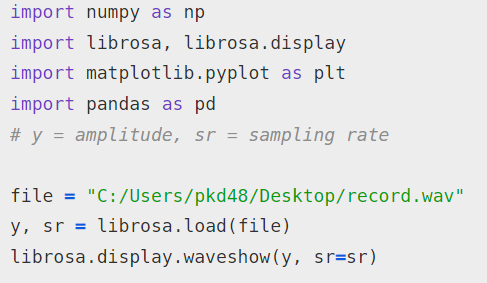 import numpy as np
import librosa, librosa.display
import matplotlib.pyplot as plt
import pandas as pd
# y = amplitude, sr = sampling rate
file = "C:/Users/pkd48/Desktop/record.wav"
y, sr = librosa.load(file)
librosa.display.waveshow(y, sr=sr)